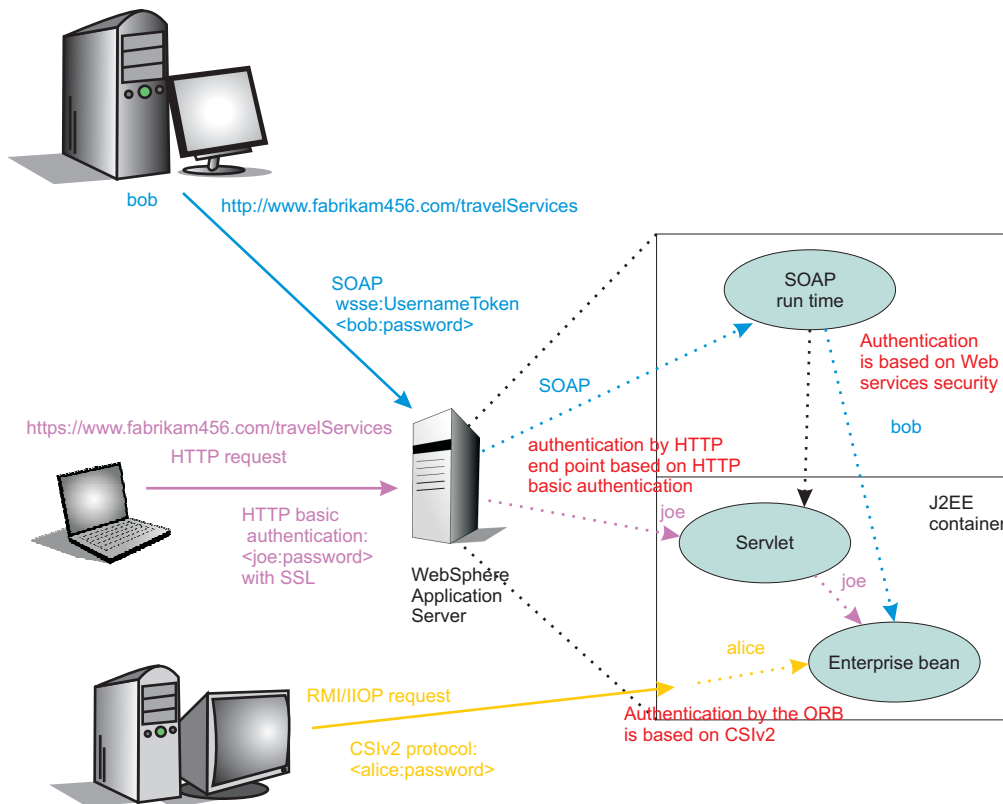 bob
http://www.fabrikam456.com/travelServices
SOAP
wsse:UsernameToken
<bob:password>
SOAP
run time
Authentication
is based on Web
services security
SOAP
bob
https://www.fabrikam456.com/travelServices
HTTP request
authentication by HTTP
end point based on HTTP
basic authentication
HTTP basic
authentication:
<joe:password>
with SSL
joe
J2EE
container
Servlet
WebSphere
Application
Server
joe
alice
Enterprise bean
RMI/IIOP request
CSIv2 protocol:
<alice:password>
Authentication by the ORB
is based on CSIv2